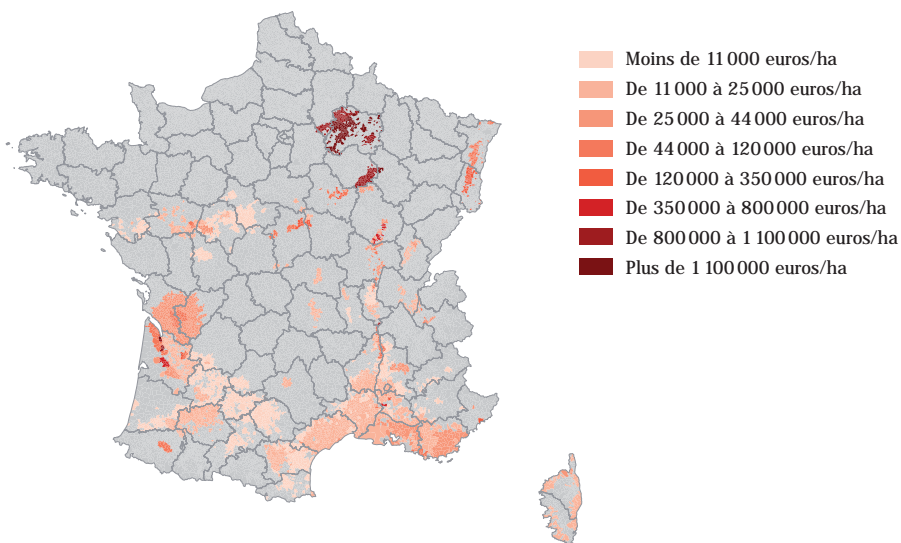 Moins de 11 000 euros/ha
De 11 000 à 25 000 euros/ha
De 25 000 à 44 000 euros/ha
De 44 000 à 120 000 euros/ha
De 120 000 à 350 000 euros/ha
De 350 000 à 800 000 euros/ha
De 800 000 à 1 100 000 euros/ha
Plus de 1 100 000 euros/ha